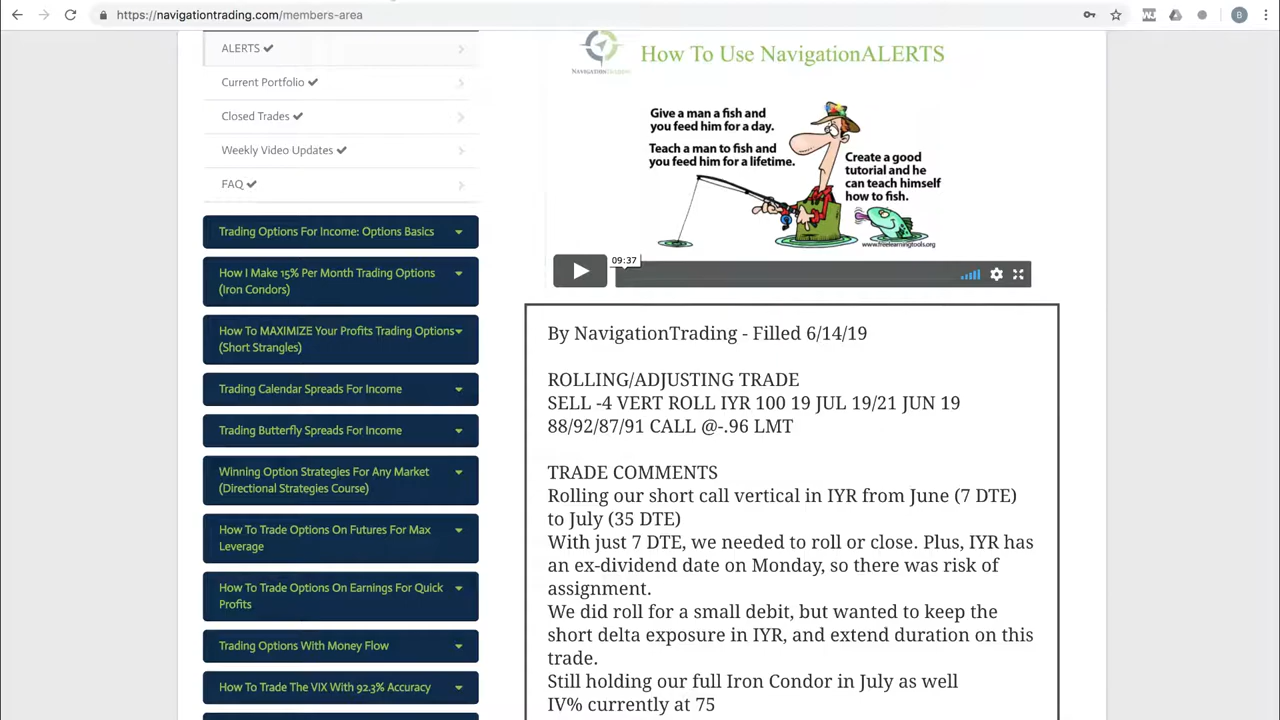 https://navigationtrading.com/members-area
B
ALERTS
Current Portfolio
Closed Trades
Weekly Video Updates
FAQ
Trading Options For Income: Options Basics
How I Make 15% Per Month Trading Options
(Iron Condors)
How To MAXIMIZE Your Profits Trading Options
(Short Strangles)
Trading Calendar Spreads For Income
Trading Butterfly Spreads For Income
Winning Option Strategies For Any Market
(Directional Strategies Course)
How To Trade Options On Futures For Max
Leverage
How To Trade Options On Earnings For Quick
Profits
Trading Options With Money Flow
How To Trade The VIX With 92.3% Accuracy
NAVIGATIONTRADING
How To Use NavigationALERTS
Give a man a fish and
you feed him for a day.
Teach a man to fish and
you feed him for a lifetime.
Create a good
tutorial and he
can teach himself
how to fish.
www.freelearningtools.org
09:37
By NavigationTrading - Filled 6/14/19
ROLLING/ADJUSTING TRADE
SELL -4 VERT ROLL IYR 100 19 JUL 19/21 JUN 19
88/92/87/91 CALL @-.96 LMT
TRADE COMMENTS
Rolling our short call vertical in IYR from June (7 DTE)
to July (35 DTE)
With just 7 DTE, we needed to roll or close. Plus, IYR has
an ex-dividend date on Monday, so there was risk of
assignment.
We did roll for a small debit, but wanted to keep the
short delta exposure in IYR, and extend duration on this
trade.
Still holding our full Iron Condor in July as well
IV% currently at 75